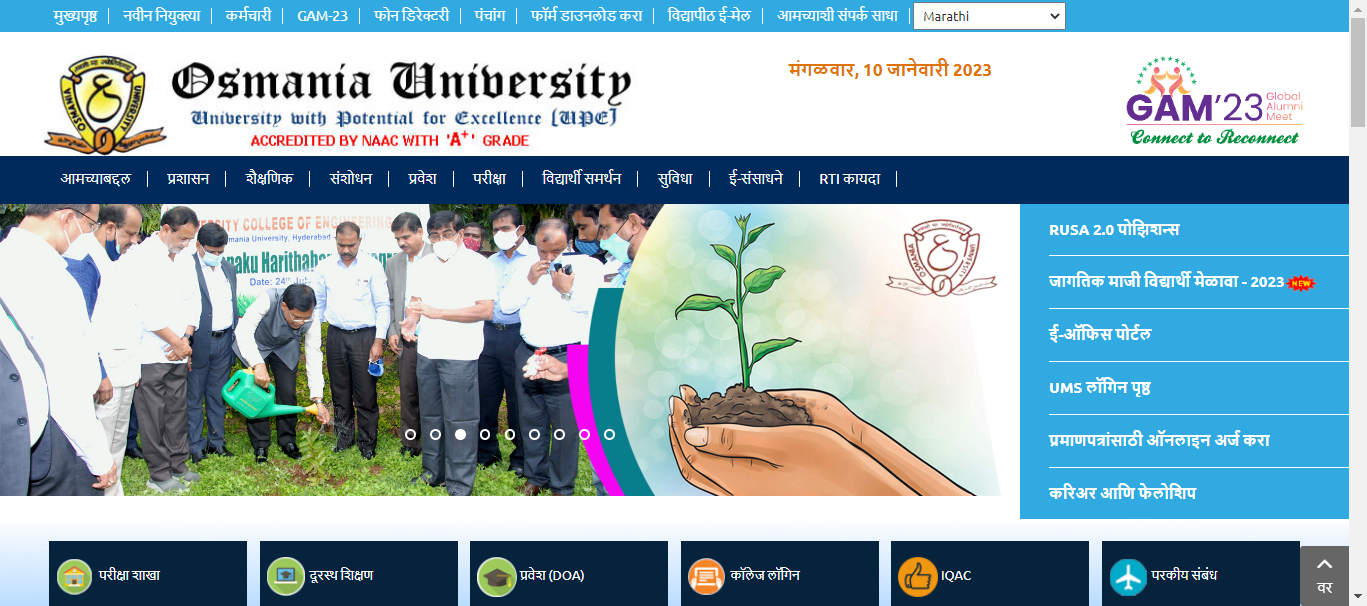 मुख्यपृष्ठ नवीन नियुक्त्या कर्मचारी GAM-23 फोन डिरेक्टरी पंचांग फॉर्म डाउनलोड करा विद्यापीठ ई-मेल आमच्याशी संपर्क साधा Marathi
Osmania University
University with Potential for Excellence [UPE]
ACCREDITED BY NAAC WITH 'A+' GRADE
मंगळवार, 10 जानेवारी 2023
GAM'23 Global Alumni Meet
Connect to Reconnect
आमच्याबद्दल प्रशासन शैक्षणिक संशोधन प्रवेश परीक्षा विद्यार्थी समर्थन सुविधा ई-संसाधने RTI कायदा
COLLEGE OF ENGINEERING
University, Hyderabad
Date: 24
OSMANIA UNIVERSITY
RUSA 2.0 पोझिशन्स
जागतिक माजी विद्यार्थी मेळावा - 2023 NEW
ई-ऑफिस पोर्टल
UMS लॉगिन पृष्ठ
प्रमाणपत्रांसाठी ऑनलाइन अर्ज करा
करिअर आणि फेलोशिप
परीक्षा शाखा दूरस्थ शिक्षण प्रवेश (DOA) कॉलेज लॉगिन IQAC परकीय संबंध
वर